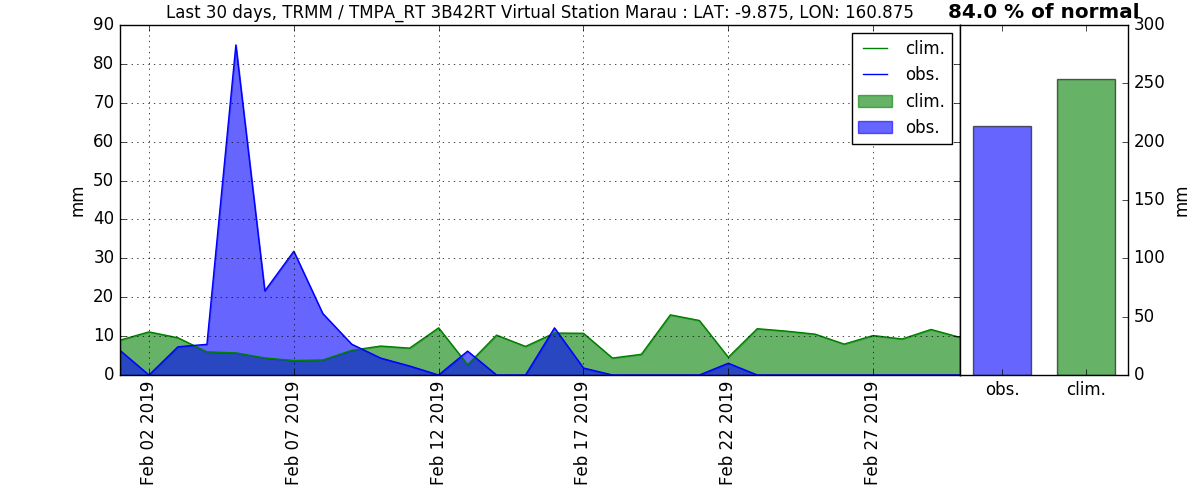 Last 30 days, TRMM / TMPA_RT 3B42RT Virtual Station Marau : LAT: -9.875, LON: 160.875
84.0 % of normal
90
80
70
60
50
40
30
20
10
0
mm
clim.
obs.
clim.
obs.
Feb 02 2019
Feb 07 2019
Feb 12 2019
Feb 17 2019
Feb 22 2019
Feb 27 2019
300
250
200
150
100
50
0
mm
obs.
clim.